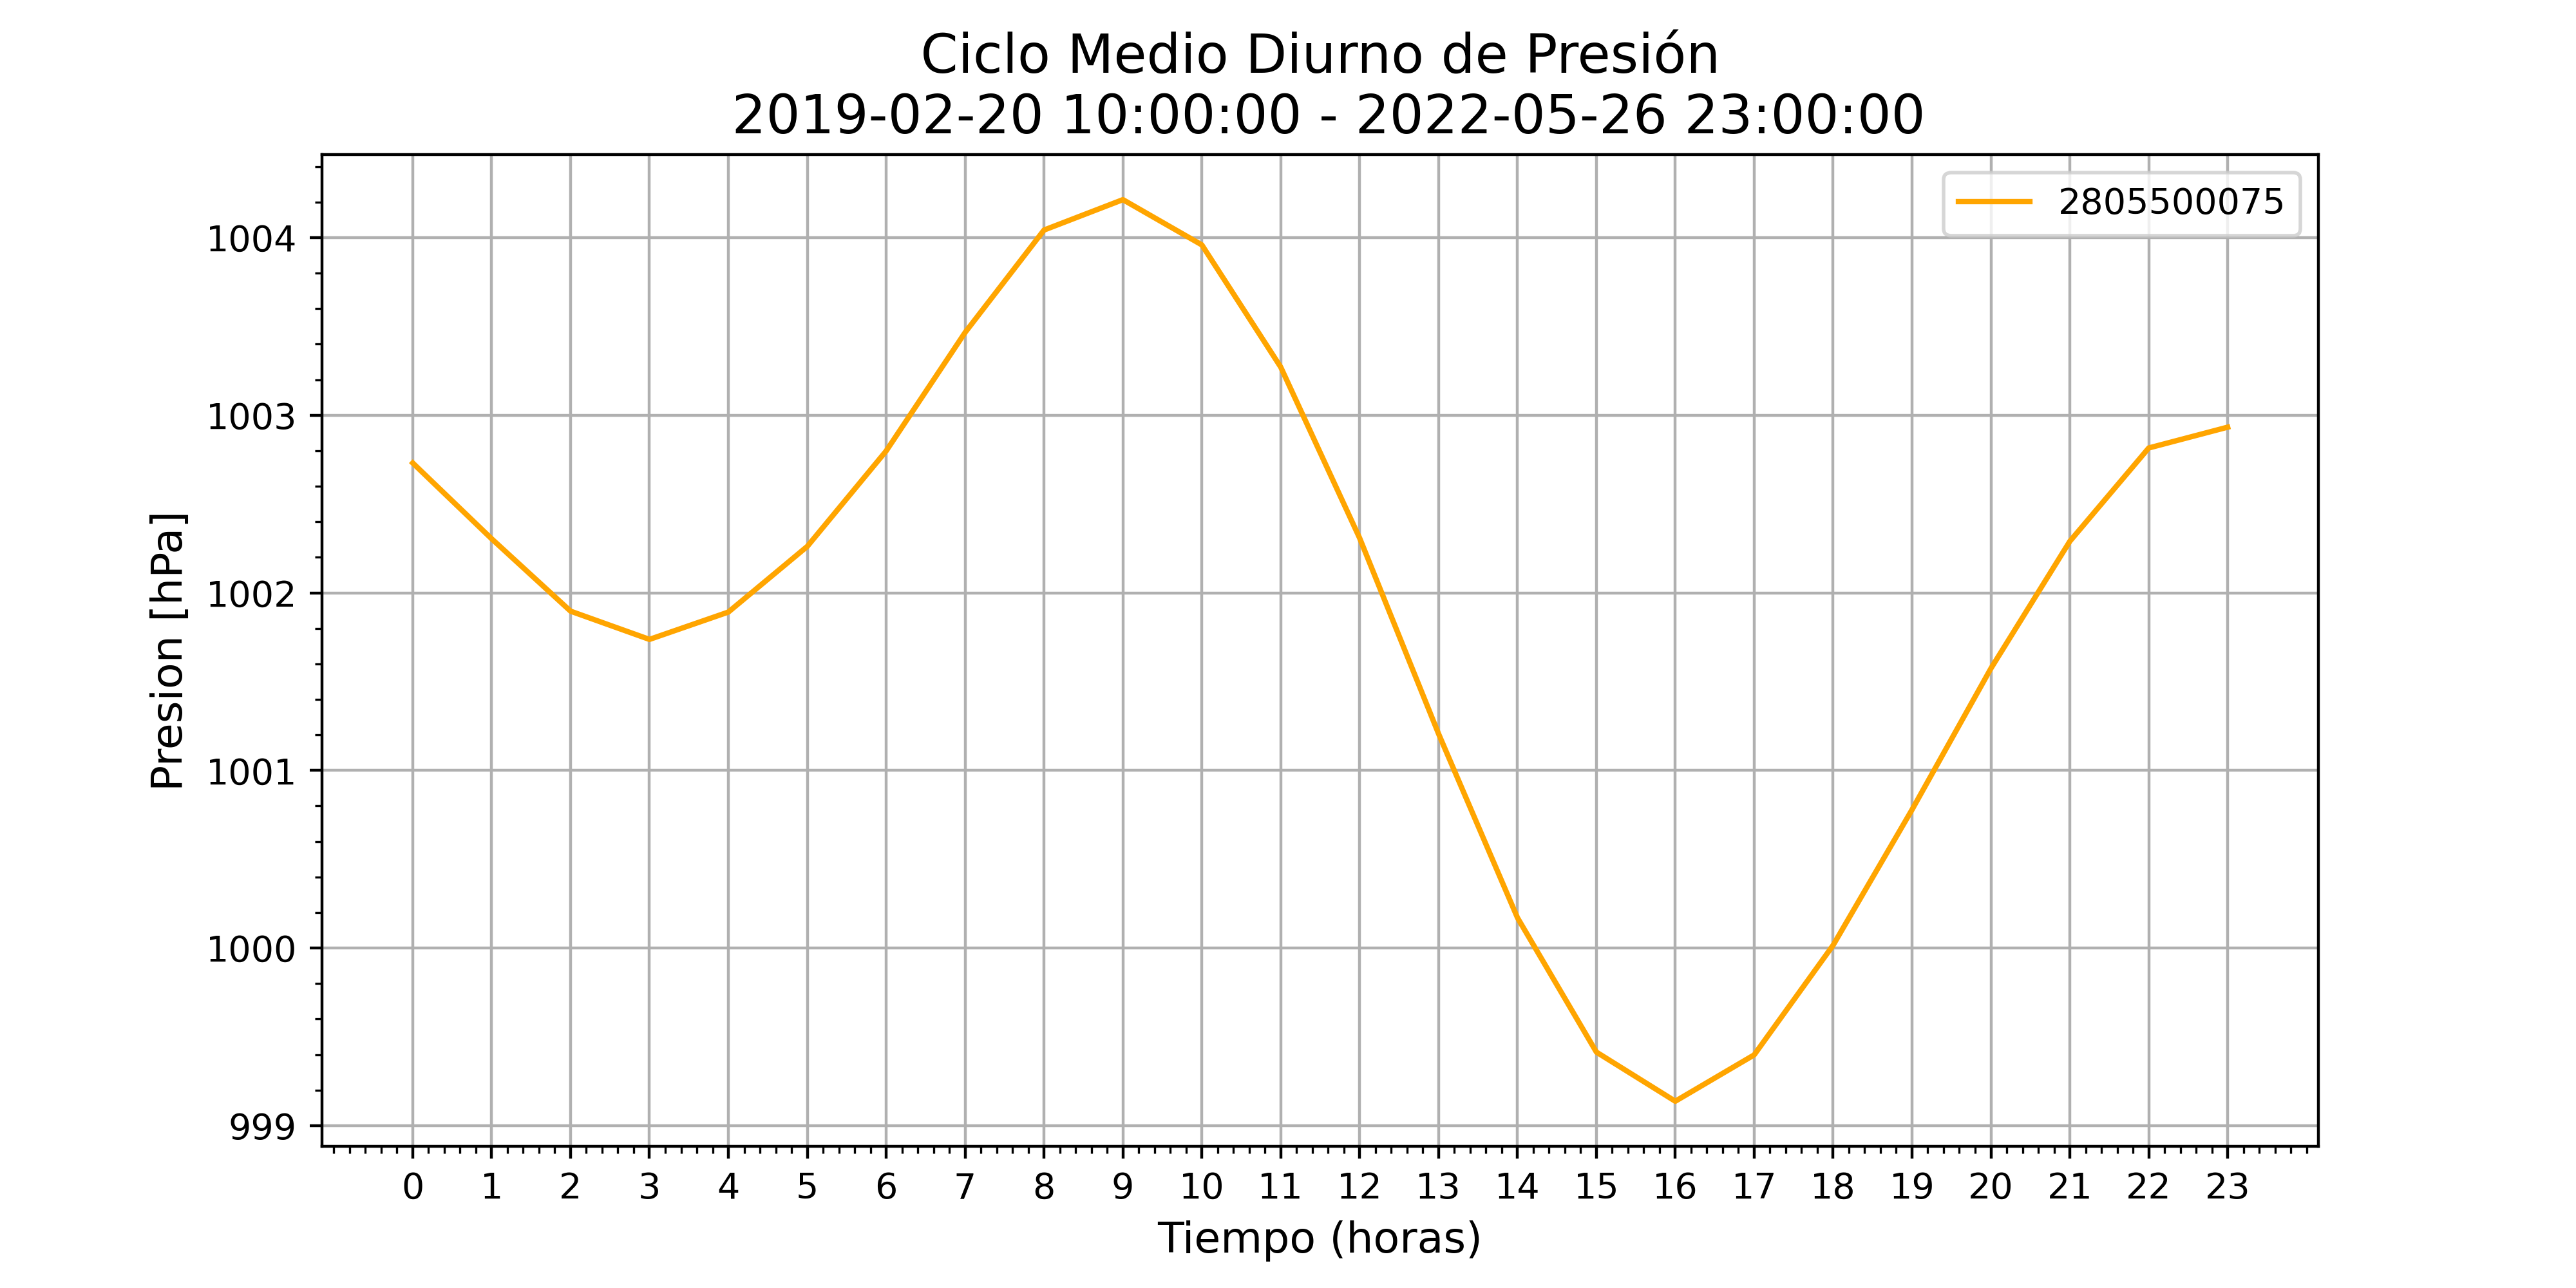 Ciclo Medio Diurno de Presión
2019-02-20 10:00:00 - 2022-05-26 23:00:00
2805500075
Presion [hPa]
1004
1003
1002
1001
1000
999
0 1 2 3 4 5 6 7 8 9 10 11 12 13 14 15 16 17 18 19 20 21 22 23
Tiempo (horas)